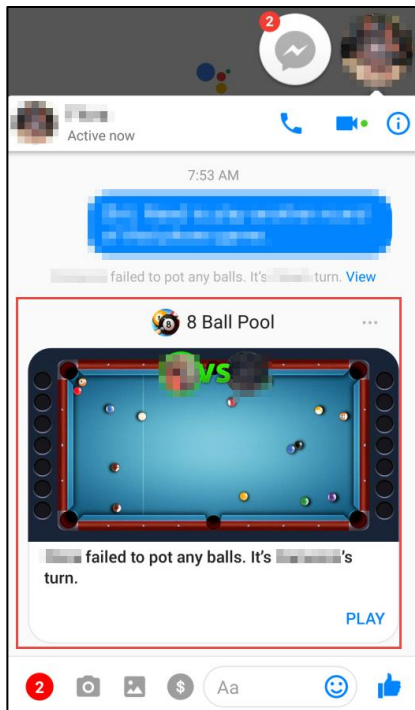 2
Active now
7:53 AM
failed to pot any balls. It's turn. View
8 Ball Pool
VS
failed to pot any balls. It's 's
turn.
PLAY
2
$
Aa